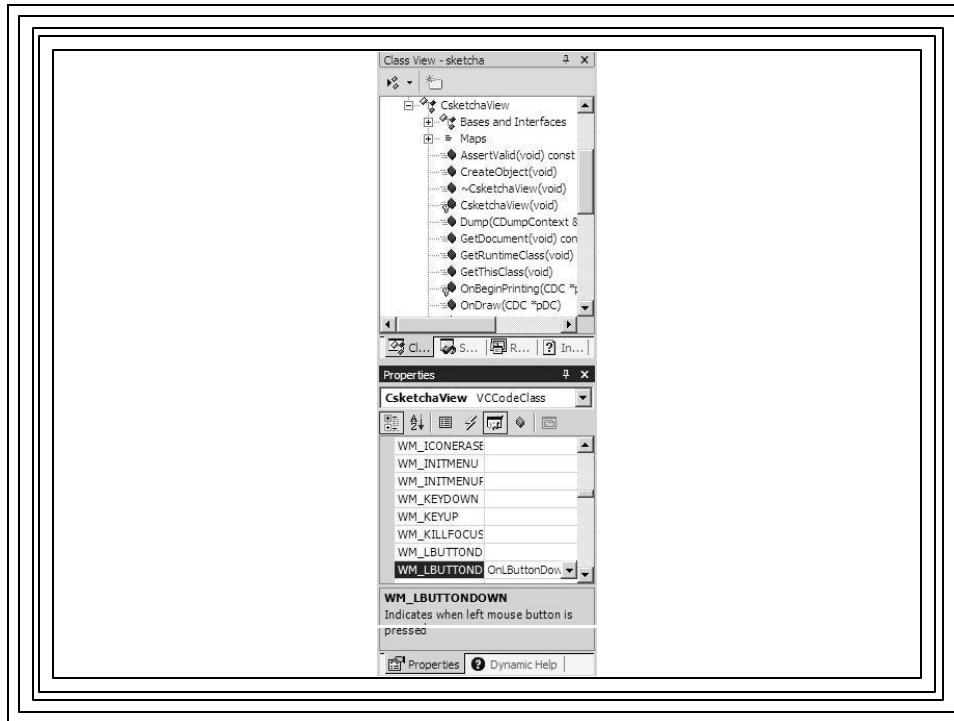 Class View - sketcha
CsketchaView
Bases and Interfaces
Maps
AssertValid(void) const
CreateObject(void)
~CsketchaView(void)
CsketchaView(void)
Dump(CDumpContext &
GetDocument(void) con
GetRuntimeClass(void)
GetThisClass(void)
OnBeginPrinting(CDC *p
OnDraw(CDC *pDC)
Cl... S... R... In...
Properties
CsketchaView VCCodeClass
WM_ICONERASE
WM_INITMENU
WM_INITMENUP
WM_KEYDOWN
WM_KEYUP
WM_KILLFOCUS
WM_LBUTTOND
WM_LBUTTOND OnLButtonDow
WM_LBUTTONDOWN
Indicates when left mouse button is
pressed
Properties Dynamic Help